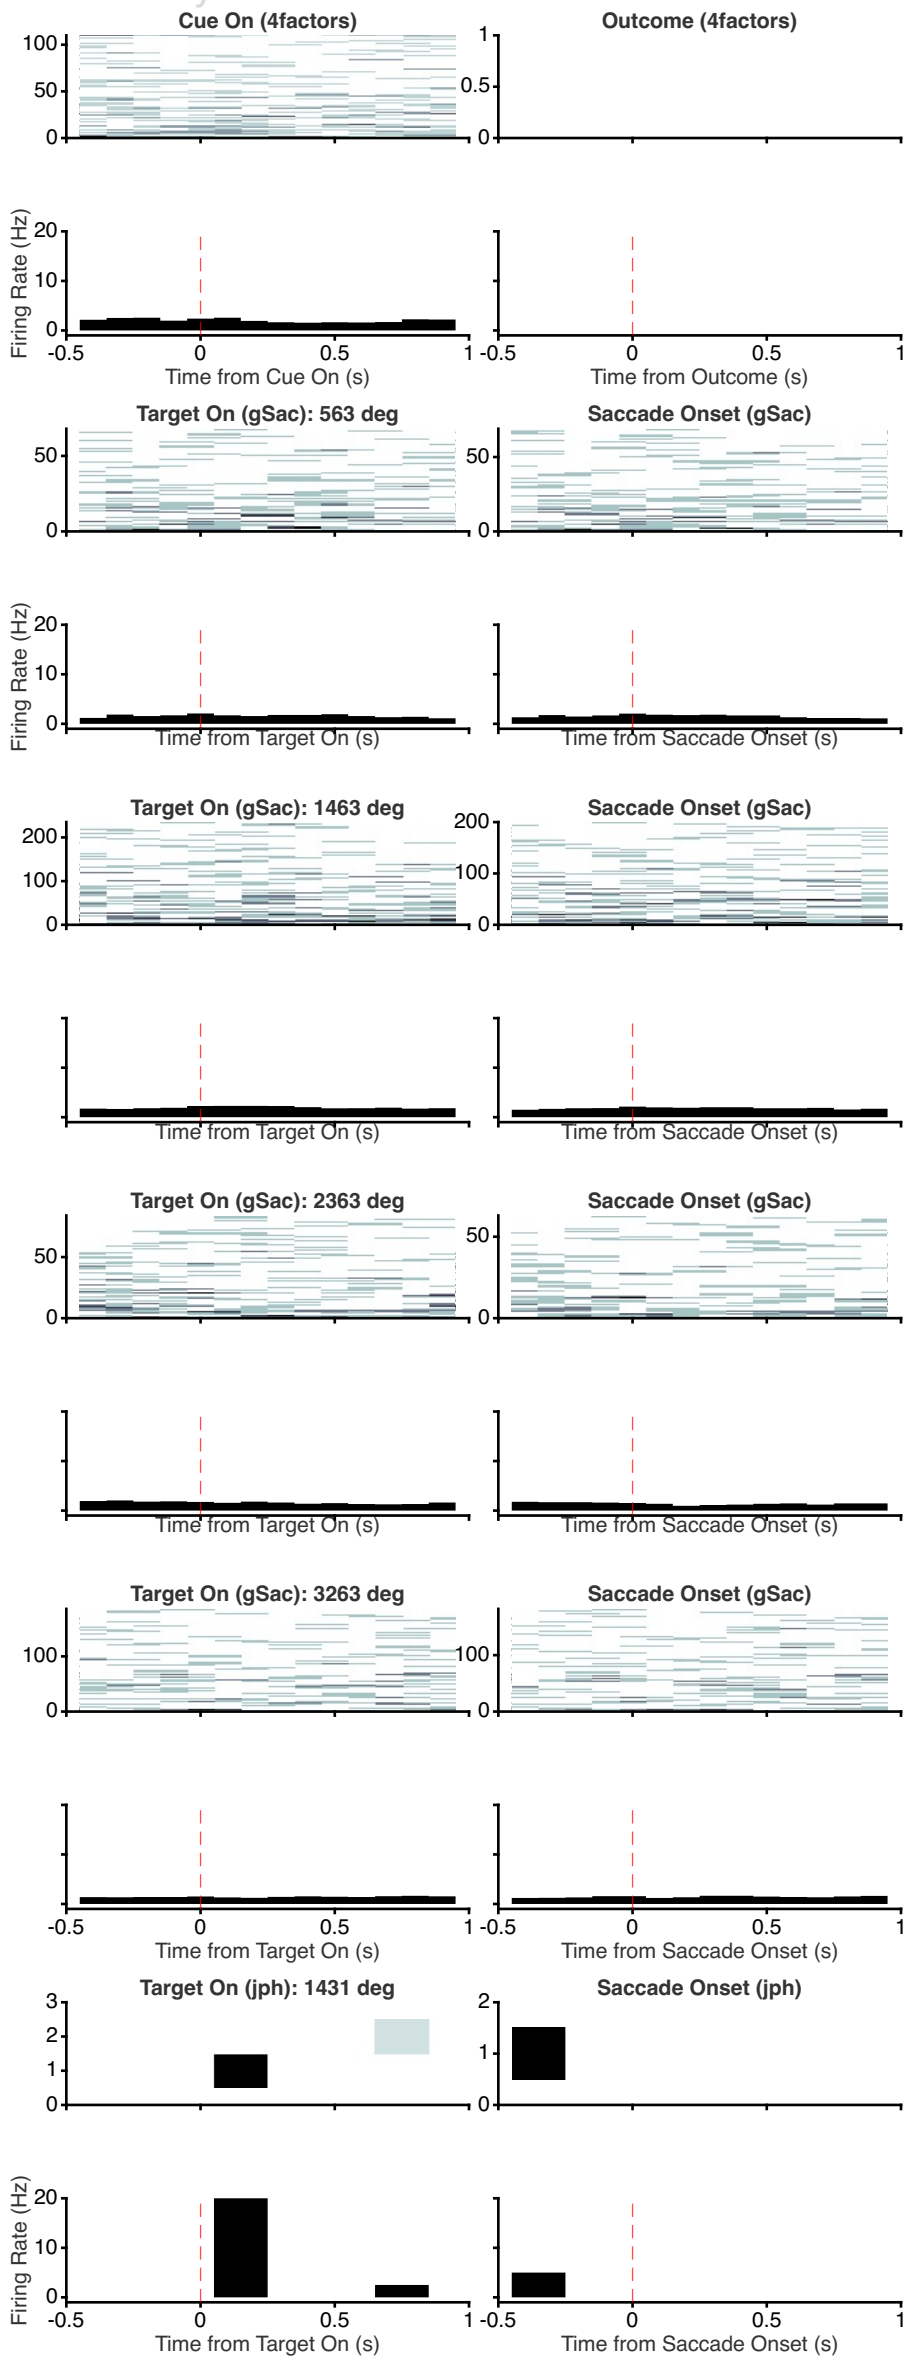 Cue On (4factors) Outcome (4factors)
100 1
50 0.5
0 0
Firing Rate (Hz)
20
10
0
-0.5 0 0.5 1 -0.5 0 0.5 1
Time from Cue On (s) Time from Outcome (s)
Target On (gSac): 563 deg Saccade Onset (gSac)
50 50
0 0
Firing Rate (Hz)
20
10
0
Time from Target On (s) Time from Saccade Onset (s)
Target On (gSac): 1463 deg Saccade Onset (gSac)
200 200
100 100
0 0
Time from Target On (s) Time from Saccade Onset (s)
Target On (gSac): 2363 deg Saccade Onset (gSac)
50 50
0 0
Time from Target On (s) Time from Saccade Onset (s)
Target On (gSac): 3263 deg Saccade Onset (gSac)
100 100
0 0
-0.5 0 0.5 1 -0.5 0 0.5 1
Time from Target On (s) Time from Saccade Onset (s)
Target On (jph): 1431 deg Saccade Onset (jph)
3 2
2
1 1
0 0
Firing Rate (Hz)
20
10
0
-0.5 0 0.5 1 -0.5 0 0.5 1
Time from Target On (s) Time from Saccade Onset (s)